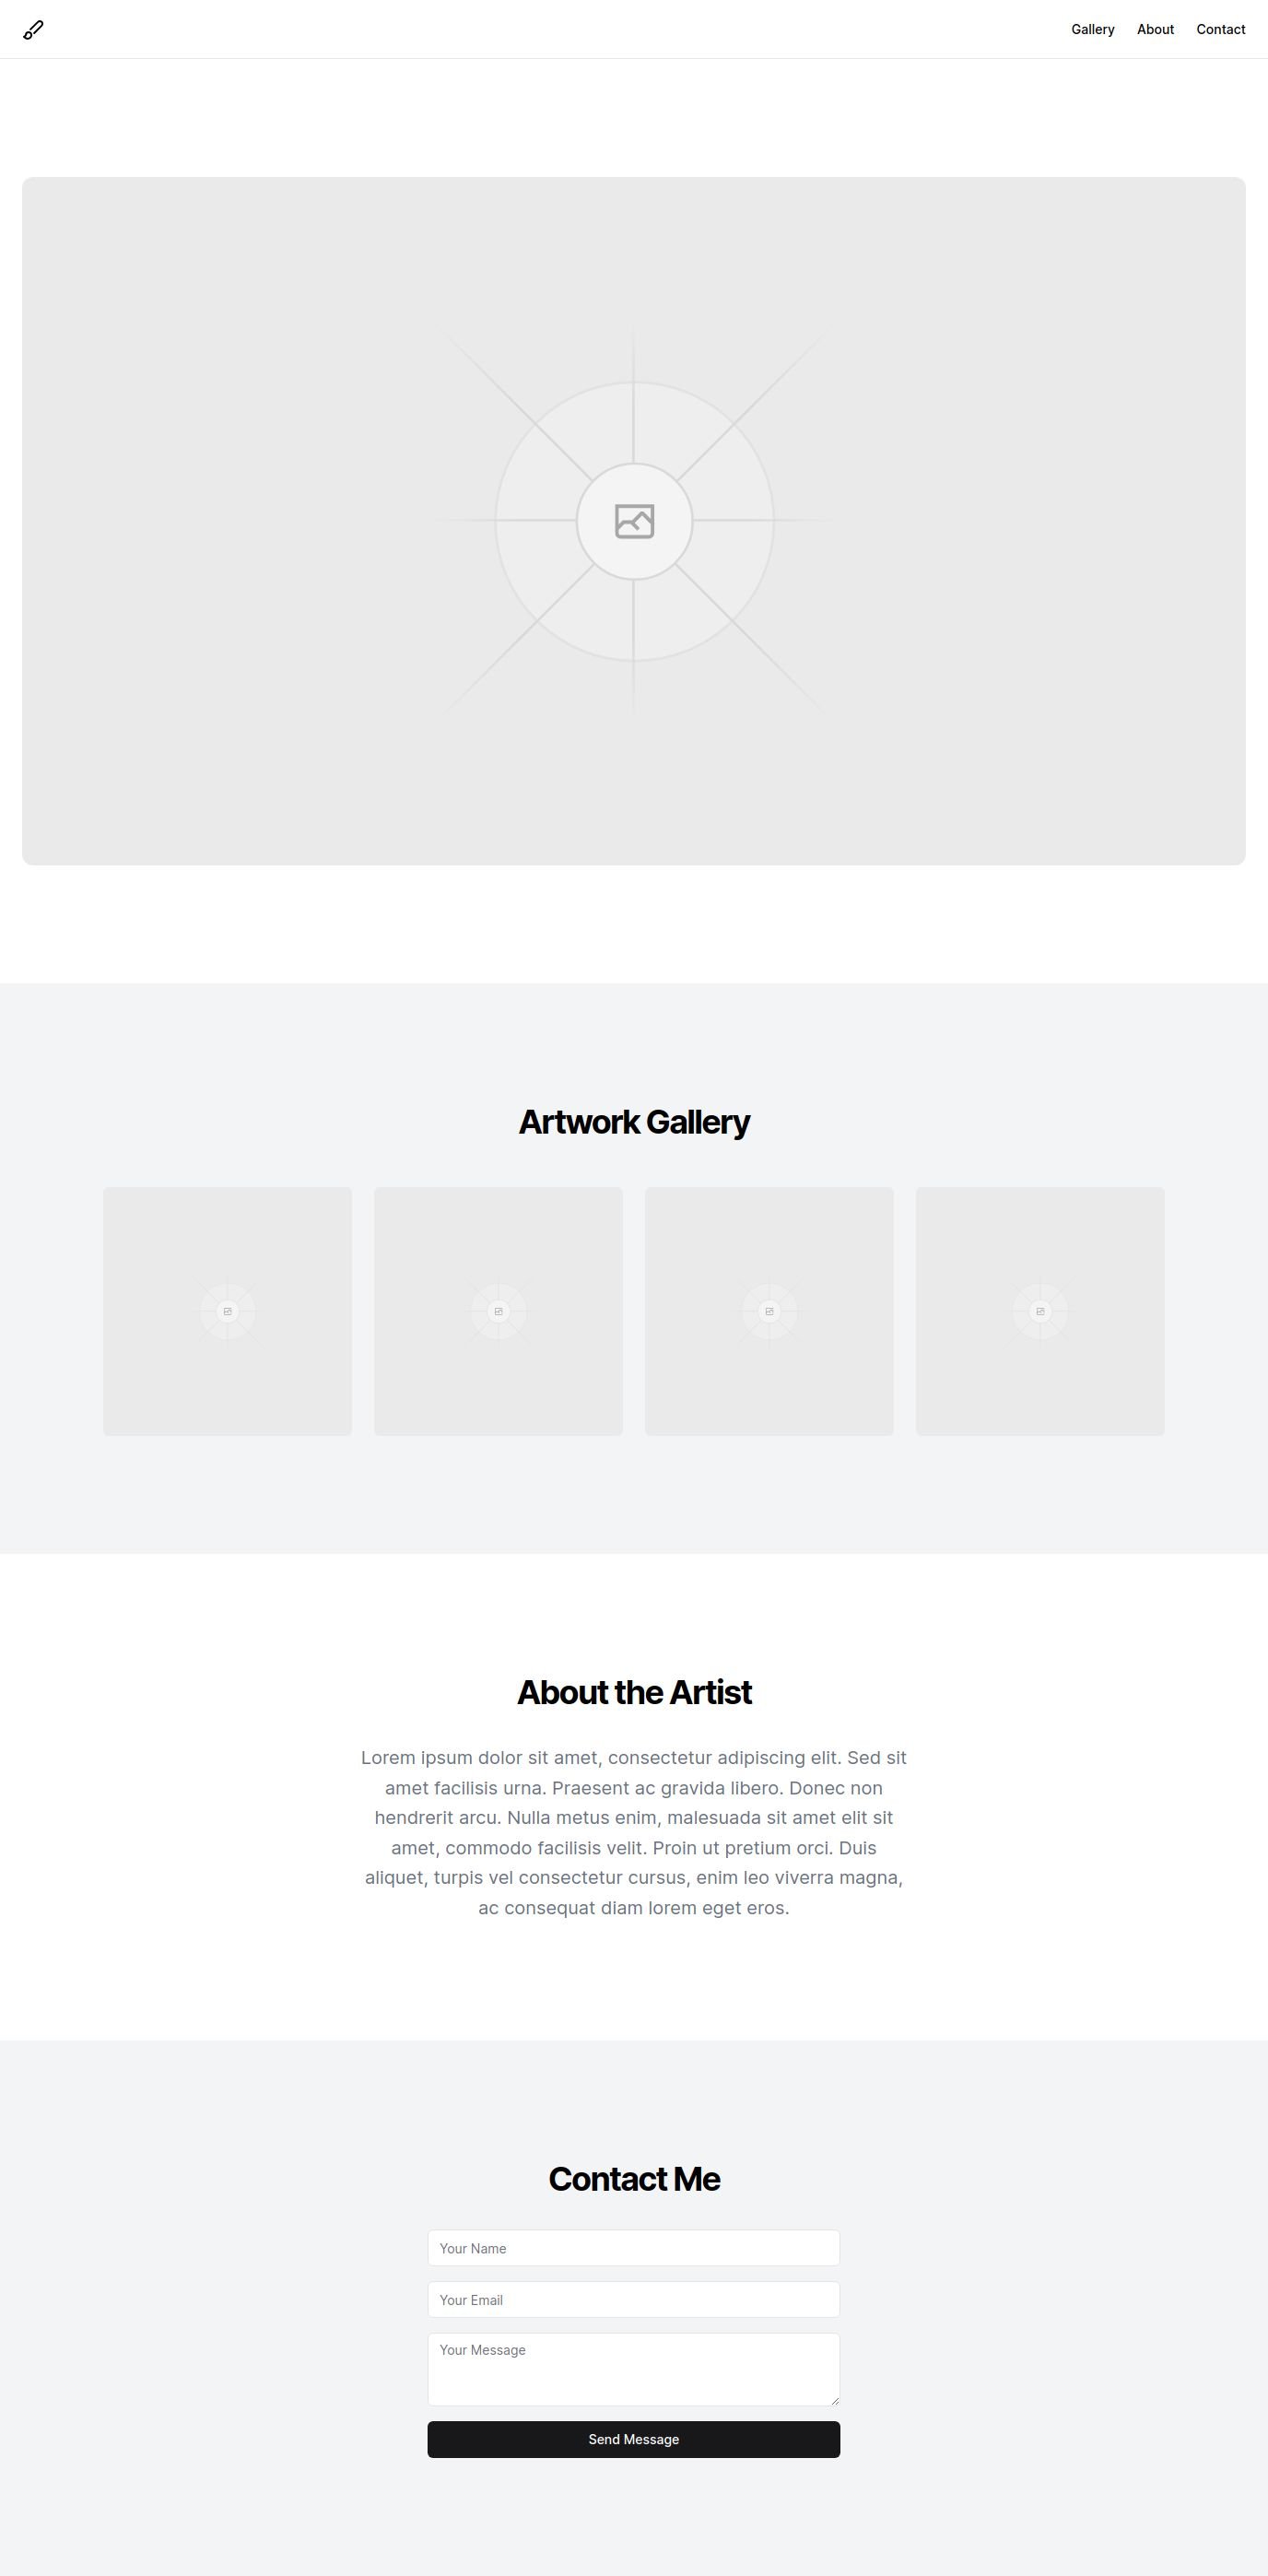 Gallery About Contact
Artwork Gallery
About the Artist
Lorem ipsum dolor sit amet, consectetur adipiscing elit. Sed sit
amet facilisis urna. Praesent ac gravida libero. Donec non
hendrerit arcu. Nulla metus enim, malesuada sit amet elit sit
amet, commodo facilisis velit. Proin ut pretium orci. Duis
aliquet, turpis vel consectetur cursus, enim leo viverra magna,
ac consequat diam lorem eget eros.
Contact Me
Your Name
Your Email
Your Message
Send Message